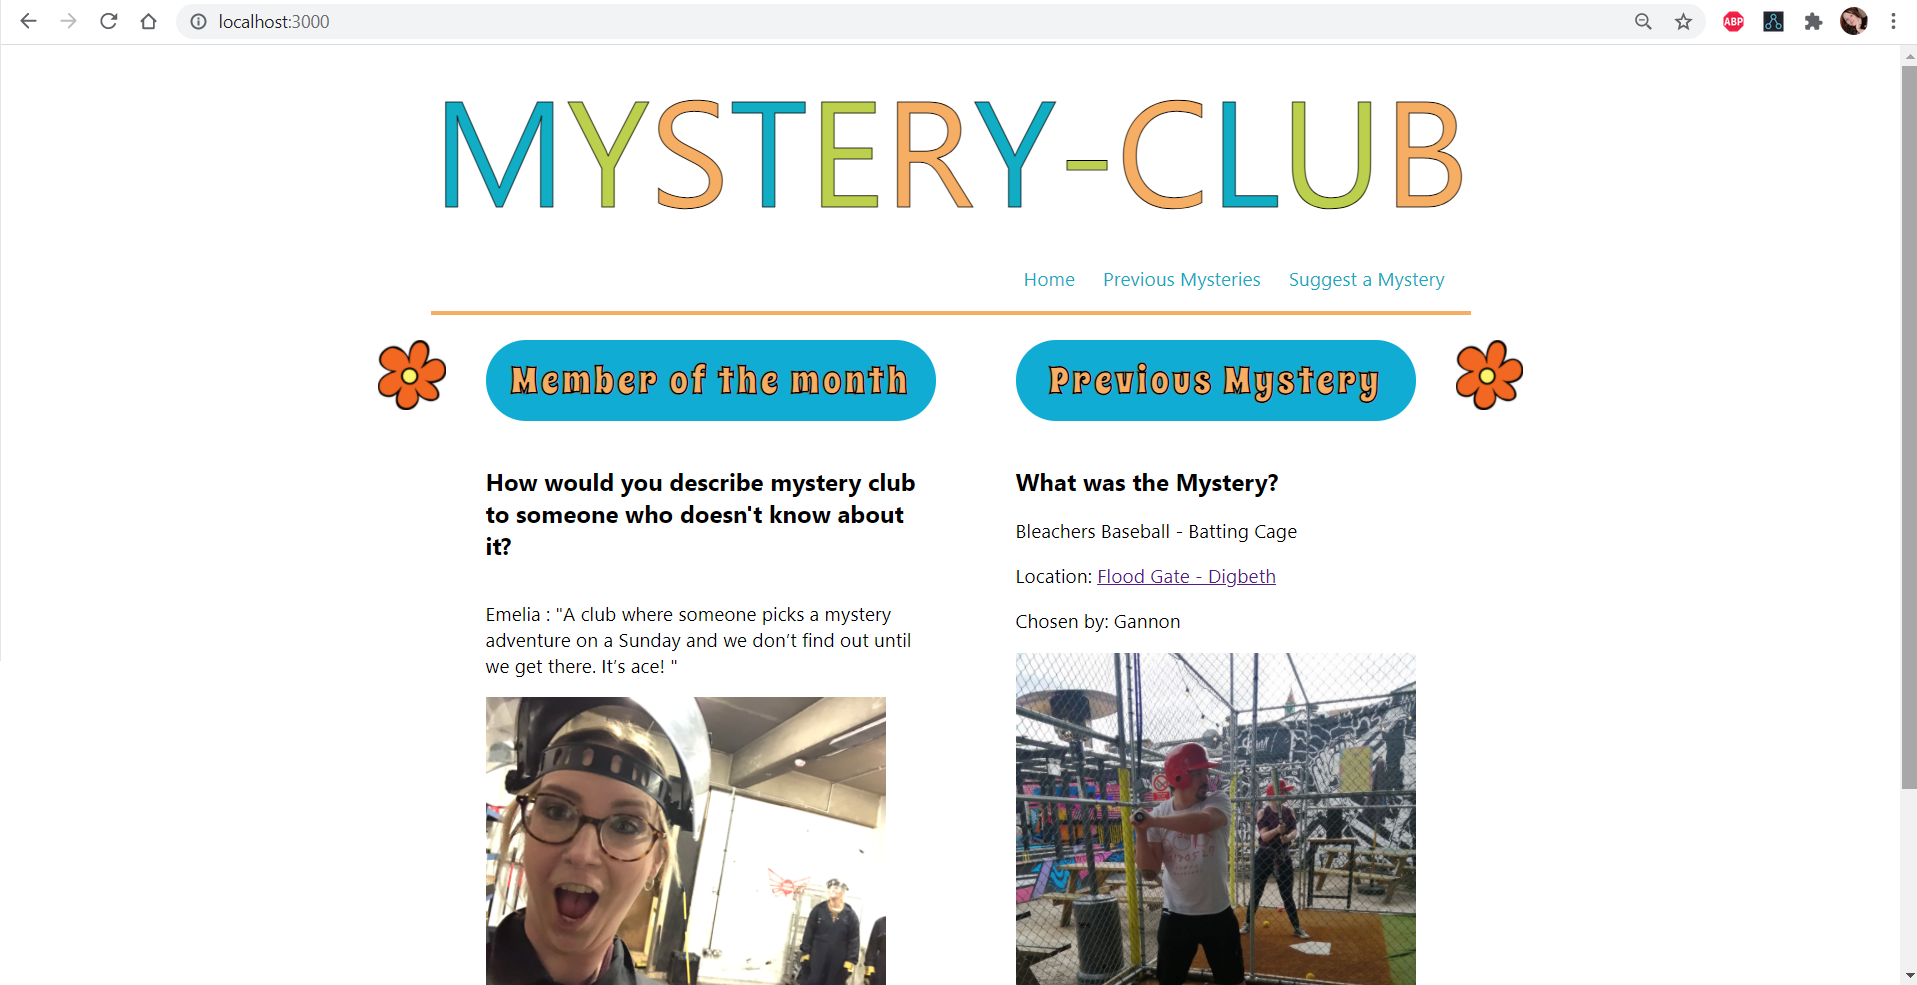 localhost:3000
ABP
MYSTERY-CLUB
Home Previous Mysteries Suggest a Mystery
Member of the month
Previous Mystery
How would you describe mystery club
to someone who doesn't know about
it?
Emelia : "A club where someone picks a mystery
adventure on a Sunday and we don’t find out until
we get there. It’s ace! "
What was the Mystery?
Bleachers Baseball - Batting Cage
Location: Flood Gate - Digbeth
Chosen by: Gannon